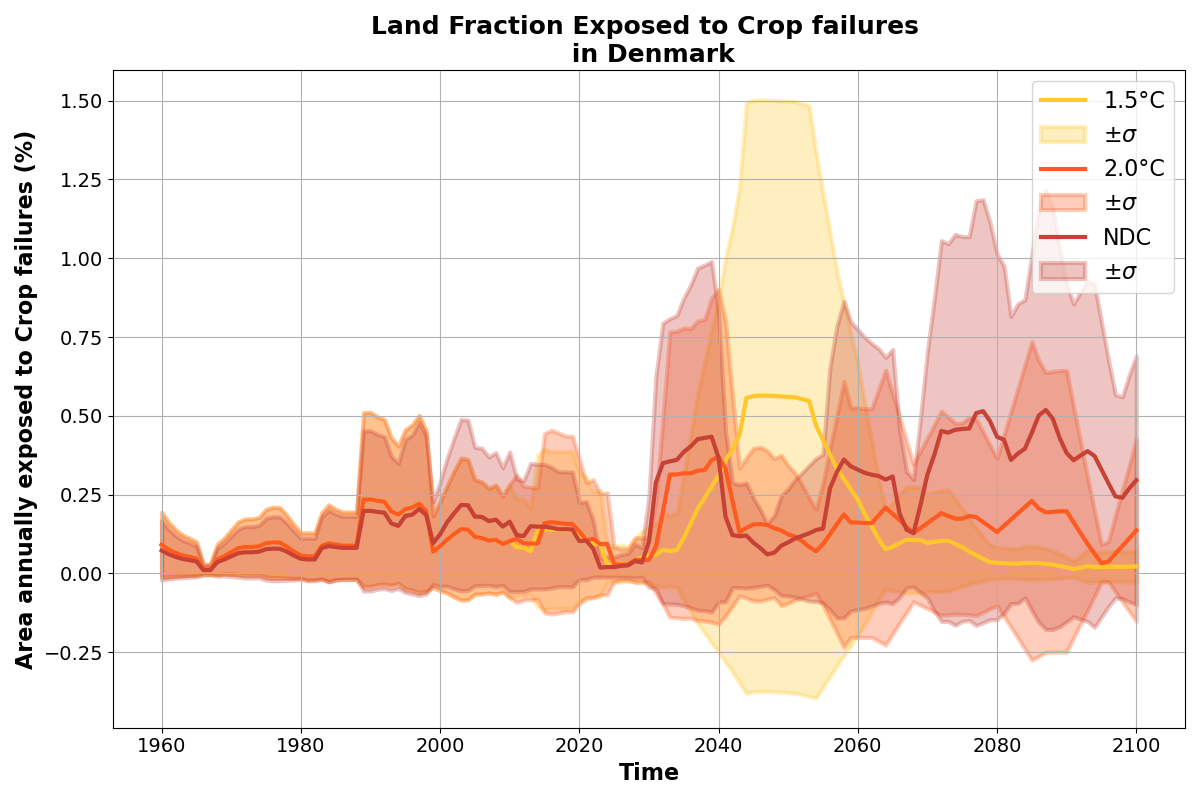 Land Fraction Exposed to Crop failures
in Denmark
Area annually exposed to Crop failures (%)
1.50
1.25
1.00
0.75
0.50
0.25
0.00
−0.25
1.5°C
±σ
2.0°C
±σ
NDC
±σ
1960
1980
2000
2020
2040
2060
2080
2100
Time